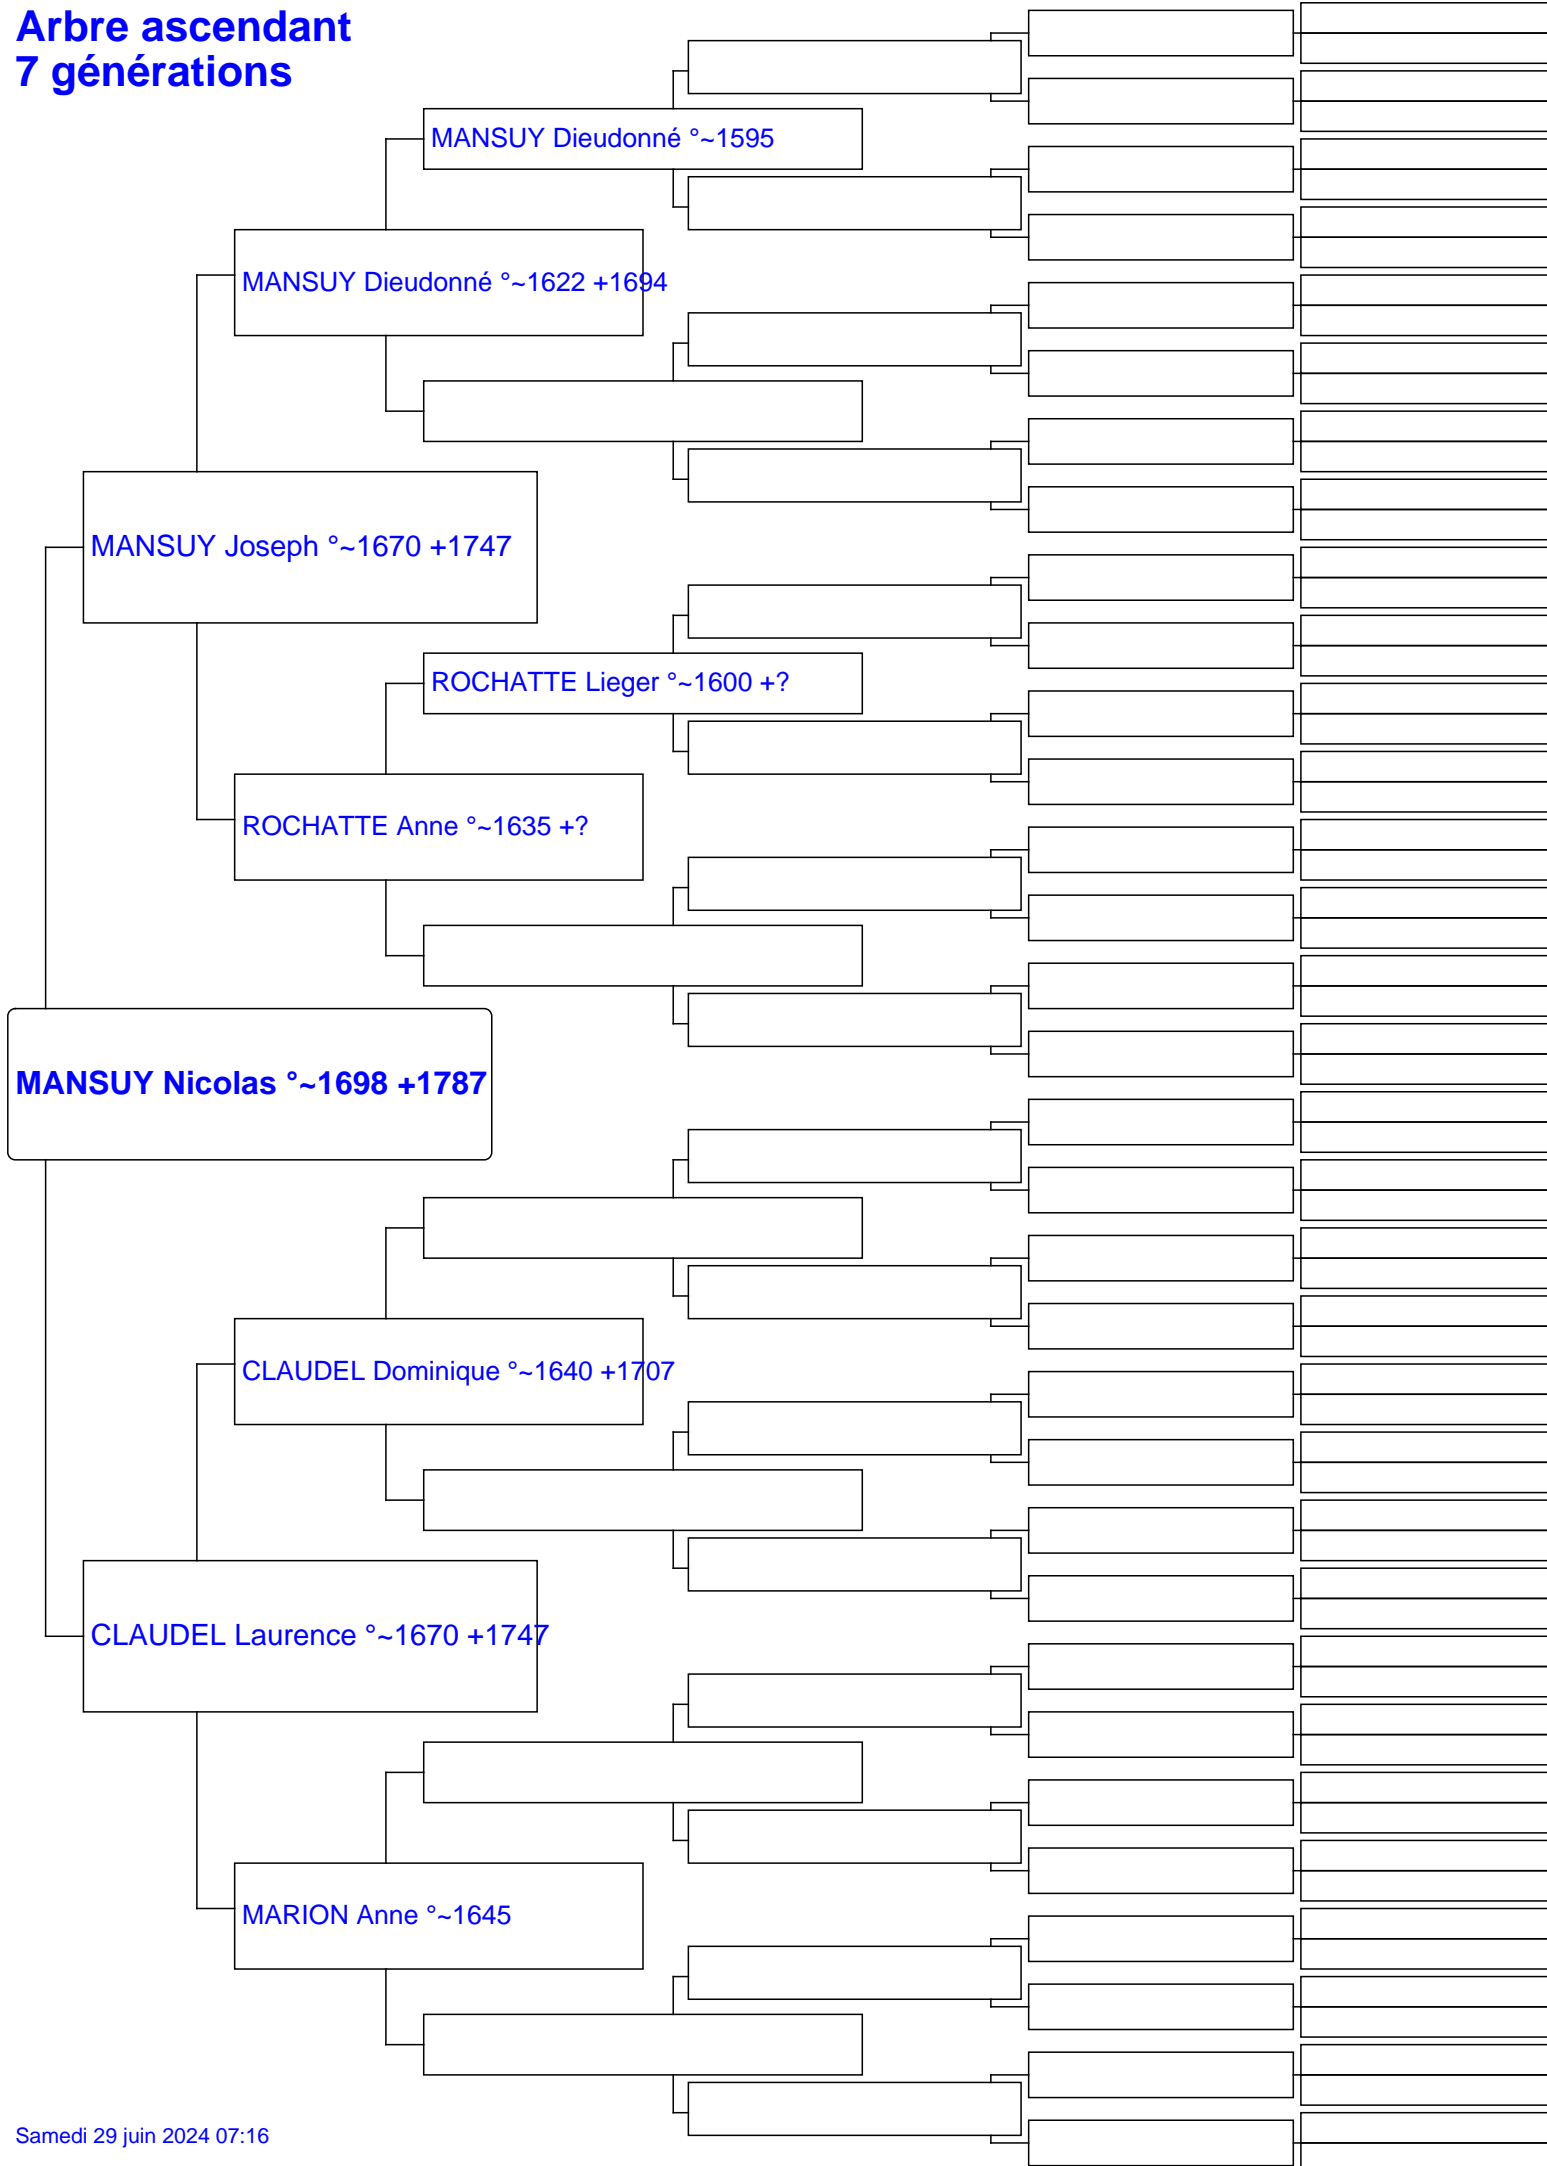 Arbre ascendant
7 générations
MANSUY Dieudonné °~1595
MANSUY Dieudonné °~1622 +1694
MANSUY Joseph °~1670 +1747
ROCHATTE Lieger °~1600 +?
ROCHATTE Anne °~1635 +?
MANSUY Nicolas °~1698 +1787
CLAUDEL Dominique °~1640 +1707
CLAUDEL Laurence °~1670 +1747
MARION Anne °~1645
Samedi 29 juin 2024 07:16